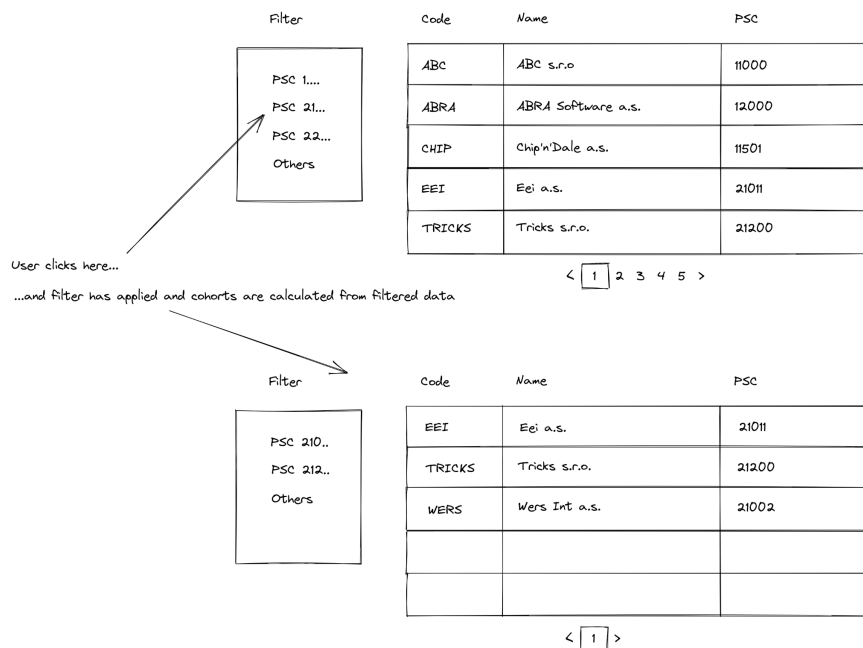 Filter Code Name PSC
PSC 1....
PSC 21...
PSC 22...
Others
ABC ABC s.r.o 11000
ABRA ABRA Software a.s. 12000
CHIP Chip'n'Dale a.s. 11501
EEI Eei a.s. 21011
TRICKS Tricks s.r.o. 21200
< 1 2 3 4 5 >
User clicks here...
...and filter has applied and cohorts are calculated from filtered data
Filter Code Name PSC
PSC 210..
PSC 212..
Others
EEI Eei a.s. 21011
TRICKS Tricks s.r.o. 21200
WERS Wers Int a.s. 21002
< 1 >